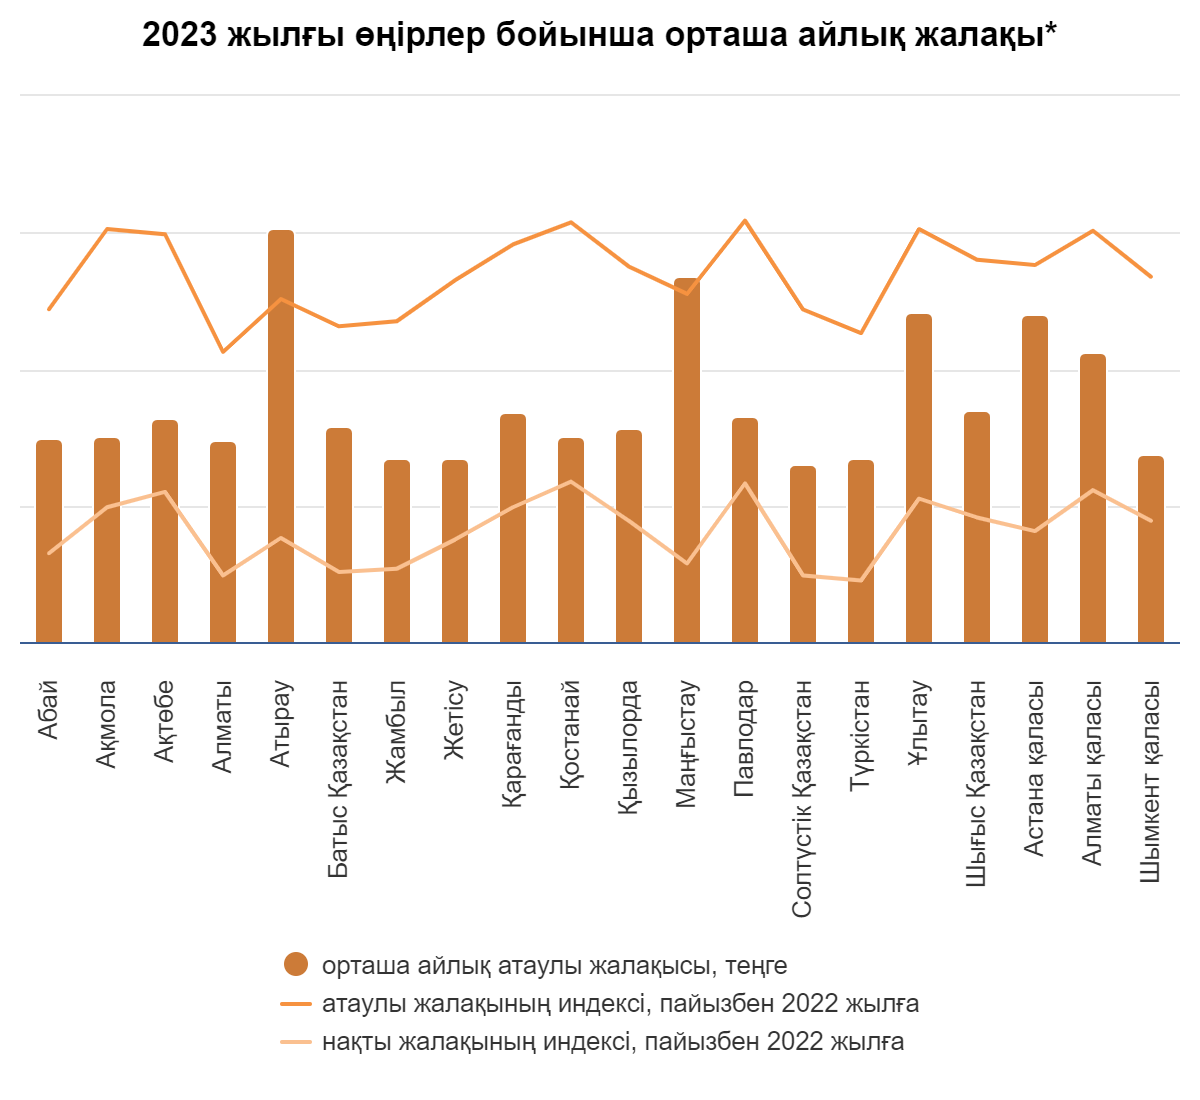 2023 жылғы өңірлер бойынша орташа айлық жалақы*
Абай
Ақмола
Ақтөбе
Алматы
Атырау
Батыс Қазақстан
Жамбыл
Жетісу
Қарағанды
Қостанай
Қызылорда
Маңғыстау
Павлодар
Солтүстік Қазақстан
Түркістан
Ұлытау
Шығыс Қазақстан
Астана қаласы
Алматы қаласы
Шымкент қаласы
орташа айлық атаулы жалақысы, теңге
атаулы жалақының индексі, пайызбен 2022 жылға
нақты жалақының индексі, пайызбен 2022 жылға